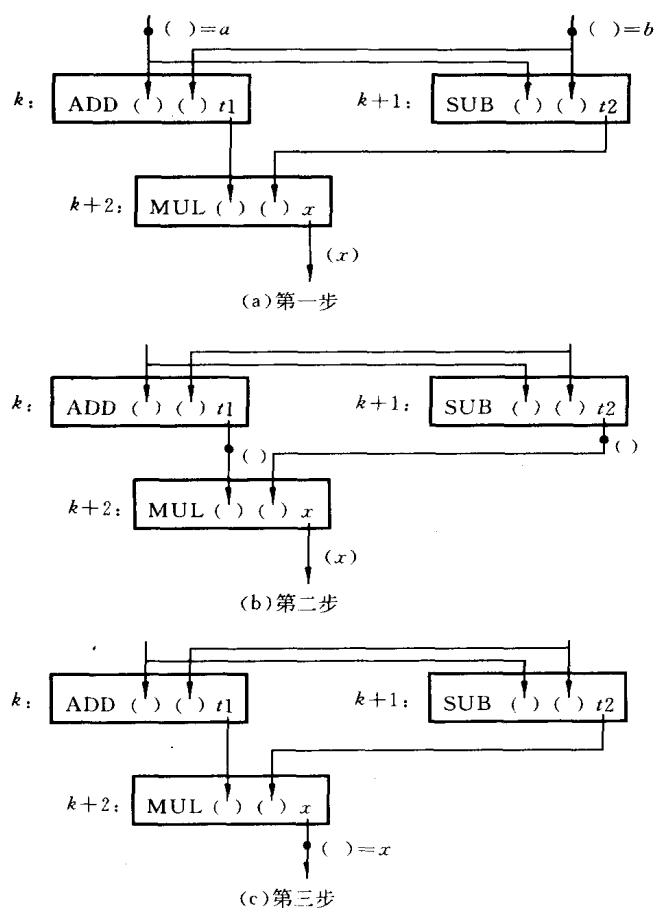 ( )=a ( )=b
k: ADD ( ) ( ) t1 k+1: SUB ( ) ( ) t2
k+2: MUL ( ) ( ) x
(x)
(a)第一步
k: ADD ( ) ( ) t1 k+1: SUB ( ) ( ) t2
( ) ( )
k+2: MUL ( ) ( ) x
(x)
(b)第二步
k: ADD ( ) ( ) t1 k+1: SUB ( ) ( ) t2
k+2: MUL ( ) ( ) x
( )=x
(c)第三步